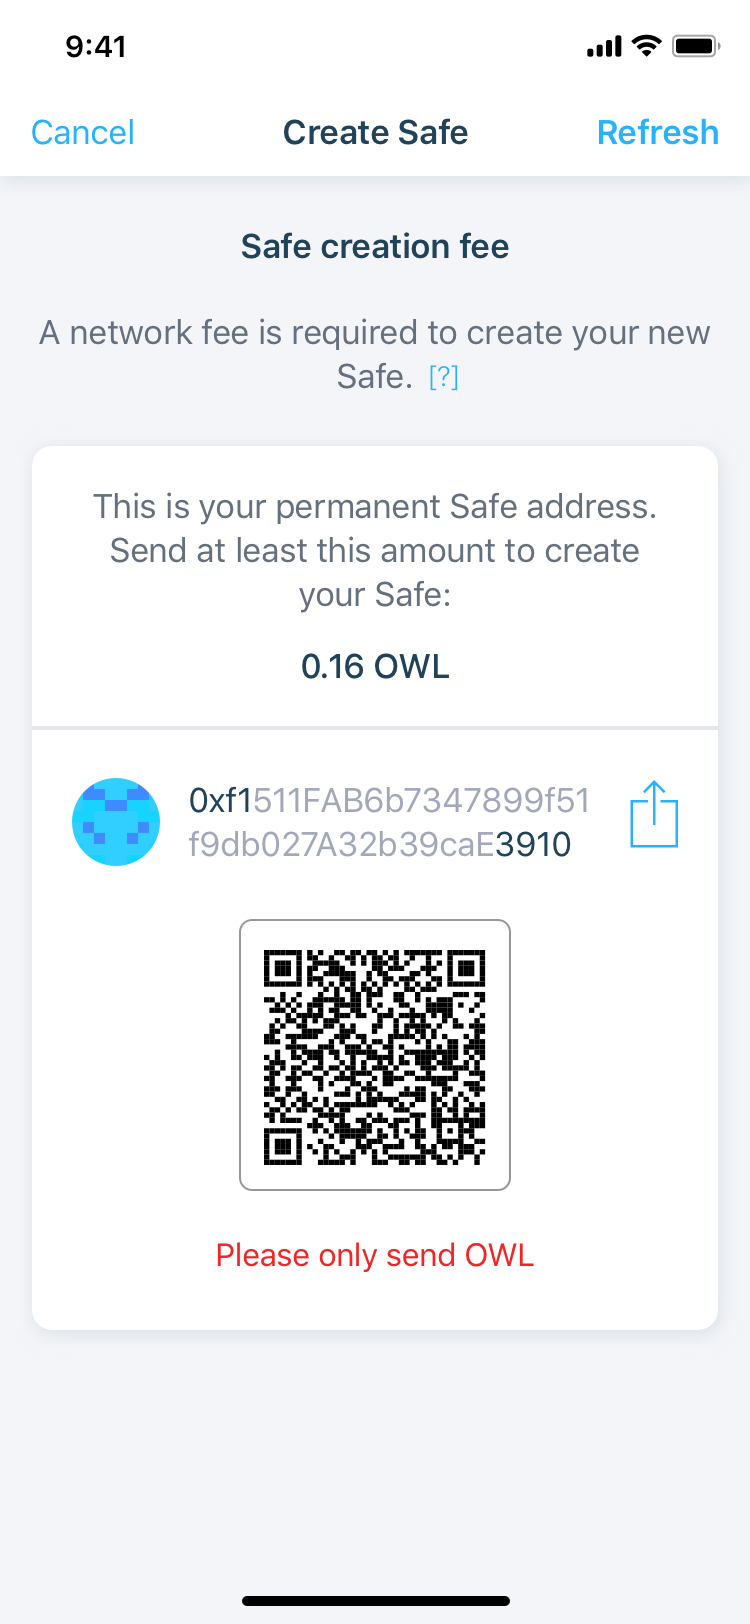 9:41
Cancel Create Safe Refresh
Safe creation fee
A network fee is required to create your new
Safe. [?]
This is your permanent Safe address.
Send at least this amount to create
your Safe:
0.16 OWL
0xf1511FAB6b7347899f51
f9db027A32b39caE3910
Please only send OWL